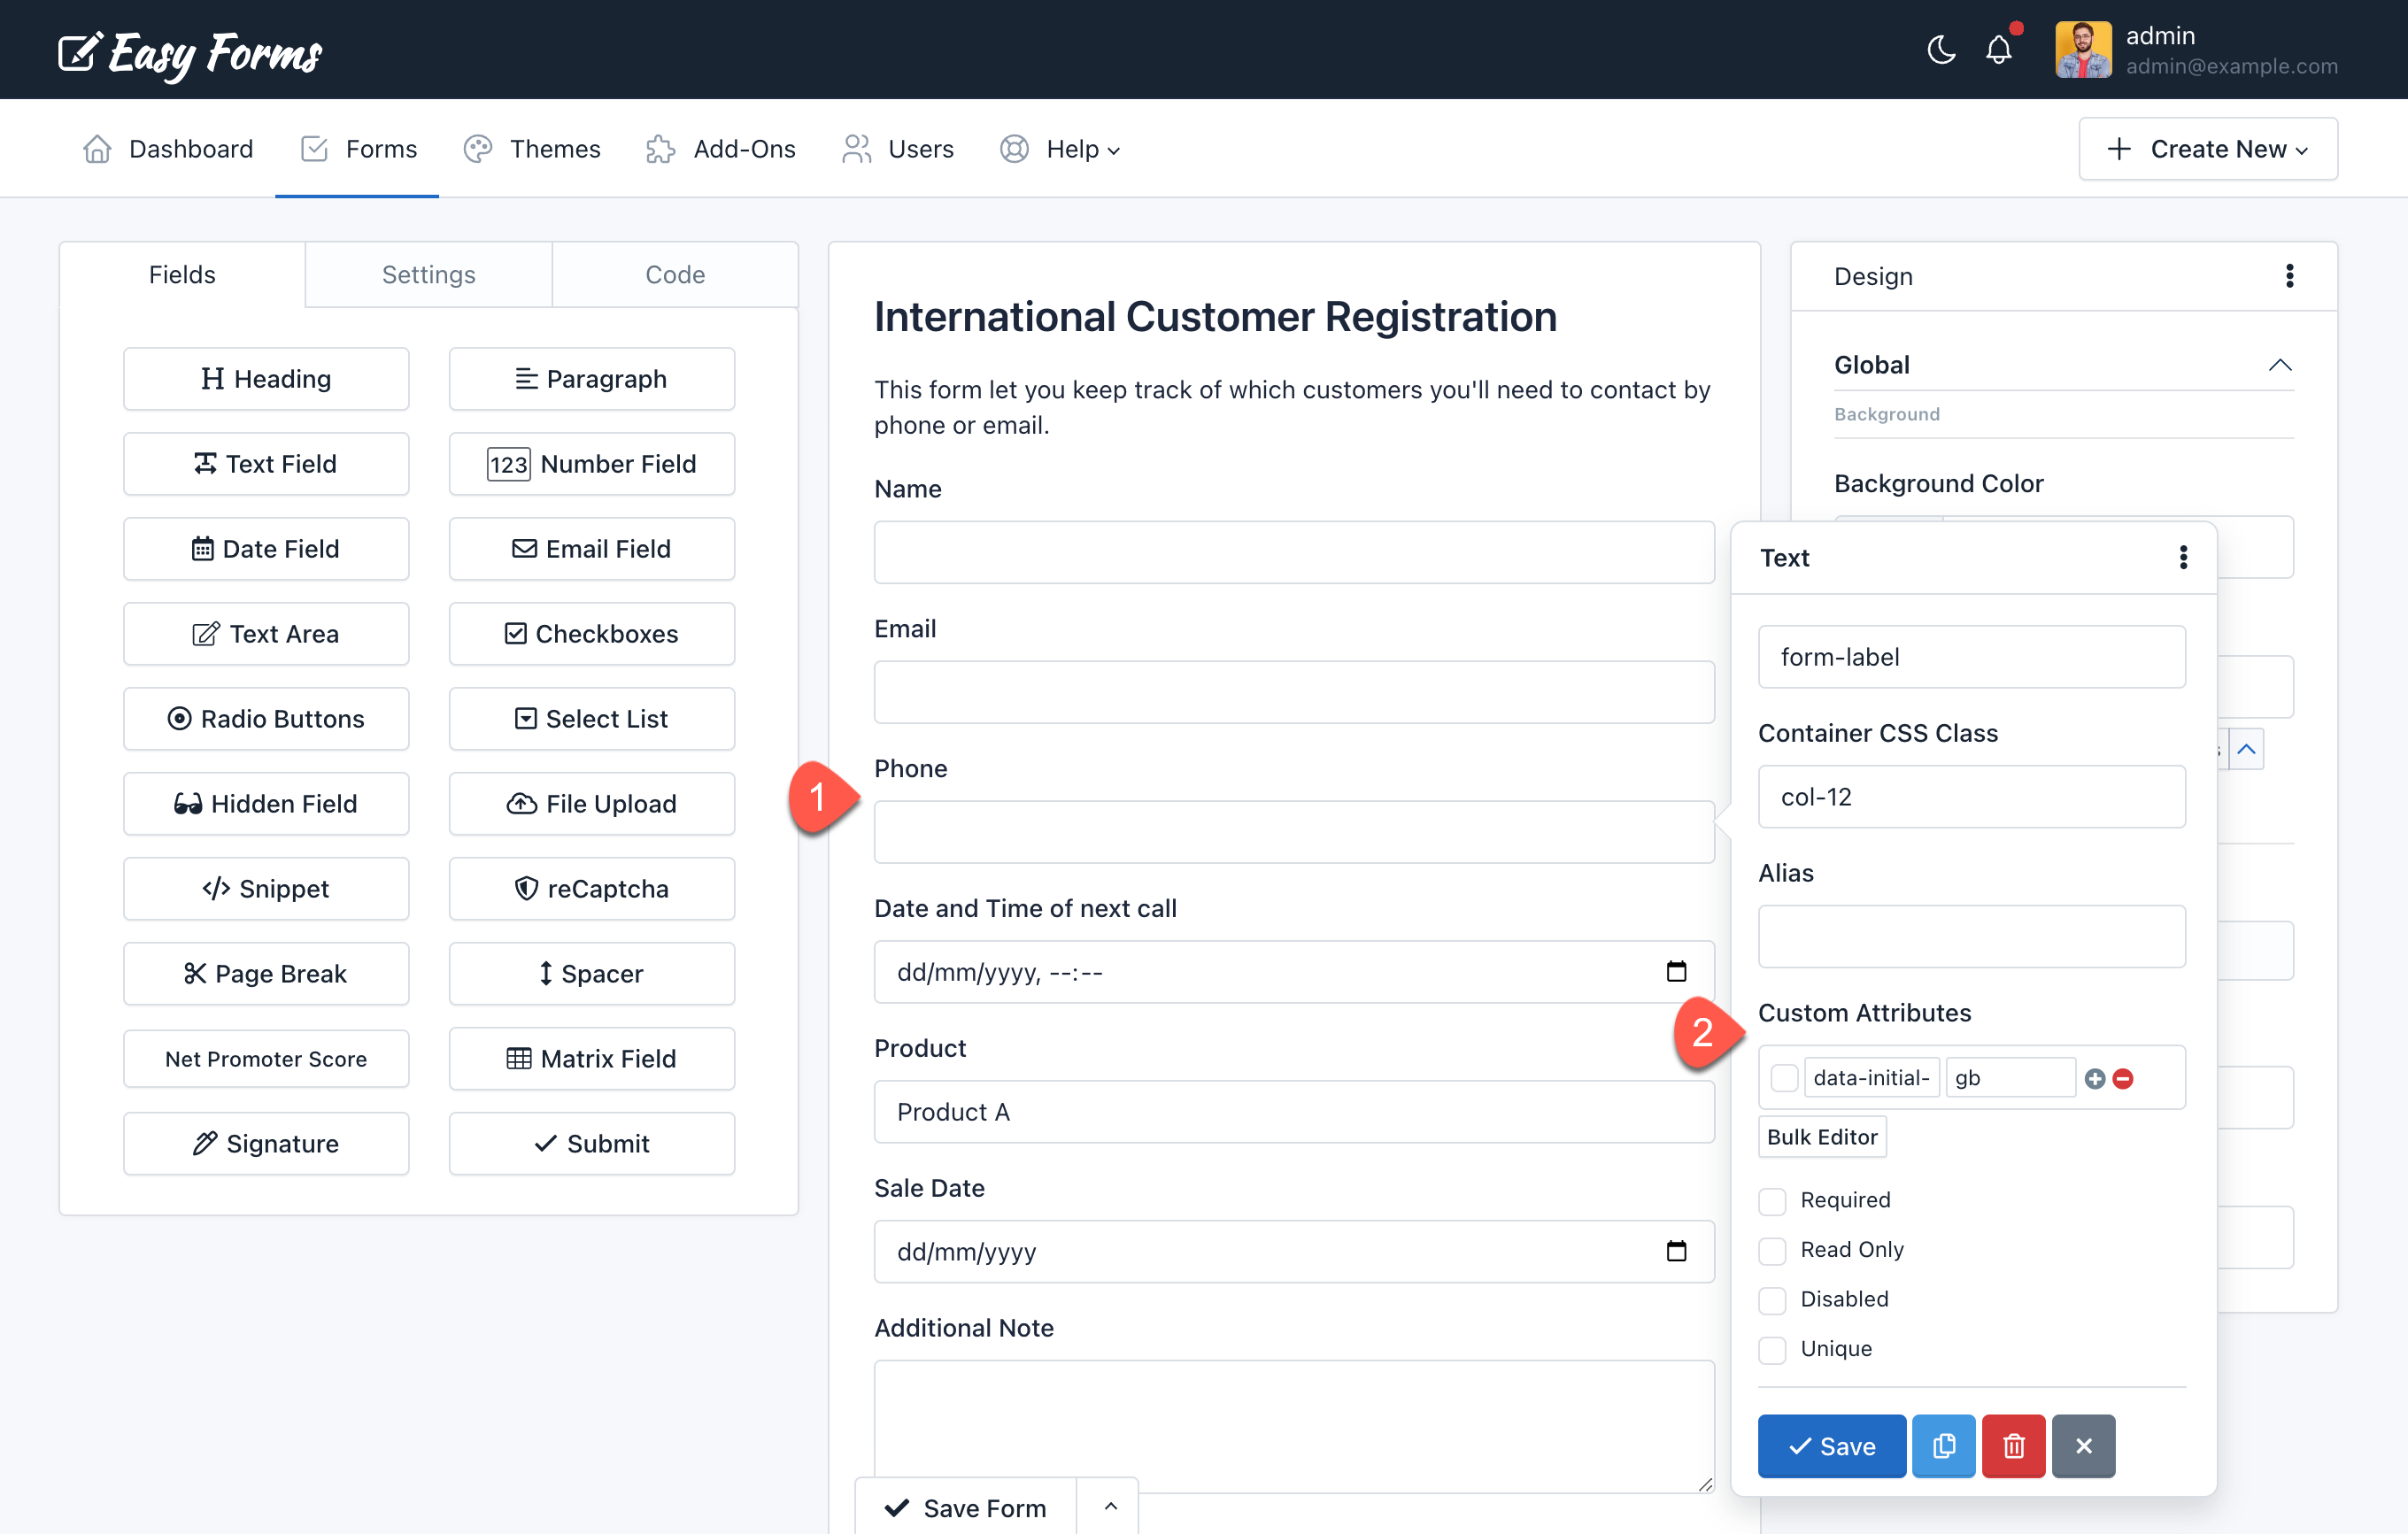 Easy Forms
admin
admin@example.com
Dashboard
Forms
Themes
Add-Ons
Users
Help
Create New
Fields
Settings
Code
H Heading
Paragraph
Text Field
123 Number Field
Date Field
Email Field
Text Area
Checkboxes
Radio Buttons
Select List
Hidden Field
File Upload
Snippet
reCaptcha
Page Break
Spacer
Net Promoter Score
Matrix Field
Signature
Submit
International Customer Registration
This form let you keep track of which customers you'll need to contact by
phone or email.
Name
Email
Phone
1
Date and Time of next call
dd/mm/yyyy, --:--
Product
Product A
Sale Date
dd/mm/yyyy
Additional Note
Save Form
Design
Global
Background
Background Color
Text
form-label
Container CSS Class
col-12
Alias
2
Custom Attributes
data-initial-
gb
Bulk Editor
Required
Read Only
Disabled
Unique
Save